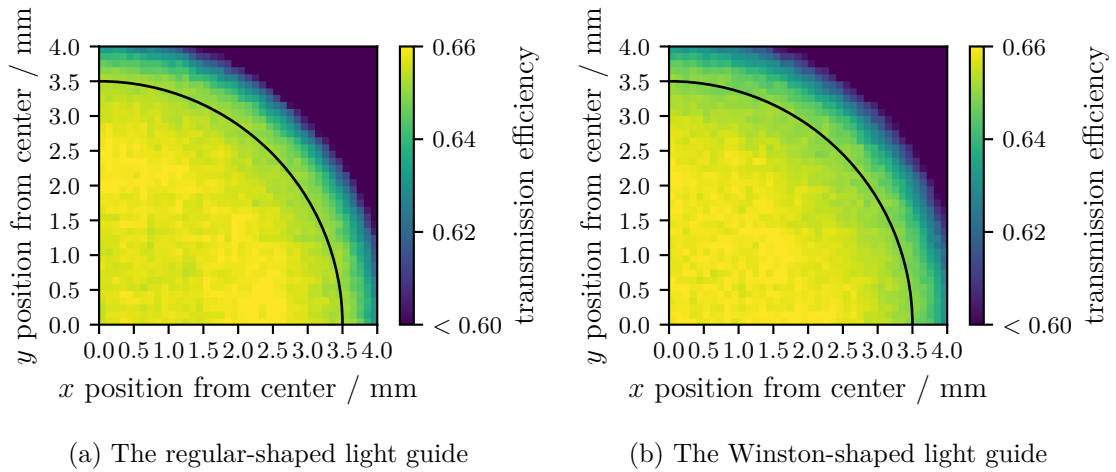 4.0
3.5
3.0
2.5
2.0
1.5
1.0
0.5
0.0
y position from center / mm
0.0 0.5 1.0 1.5 2.0 2.5 3.0 3.5 4.0
x position from center / mm
0.66
0.64
0.62
< 0.60
transmission efficiency
(a) The regular-shaped light guide
4.0
3.5
3.0
2.5
2.0
1.5
1.0
0.5
0.0
y position from center / mm
0.0 0.5 1.0 1.5 2.0 2.5 3.0 3.5 4.0
x position from center / mm
0.66
0.64
0.62
< 0.60
transmission efficiency
(b) The Winston-shaped light guide